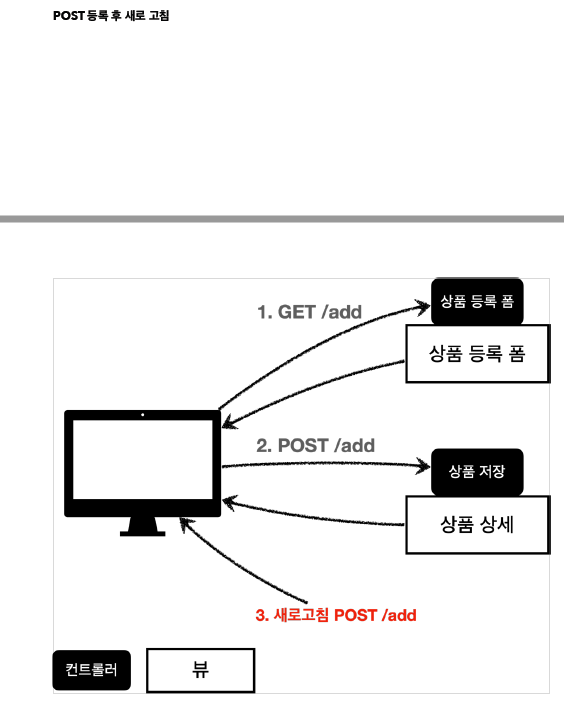 POST 등록 후 새로 고침
1. GET /add
상품 등록 폼
상품 등록 폼
2. POST /add
상품 저장
상품 상세
3. 새로고침 POST /add
컨트롤러
뷰